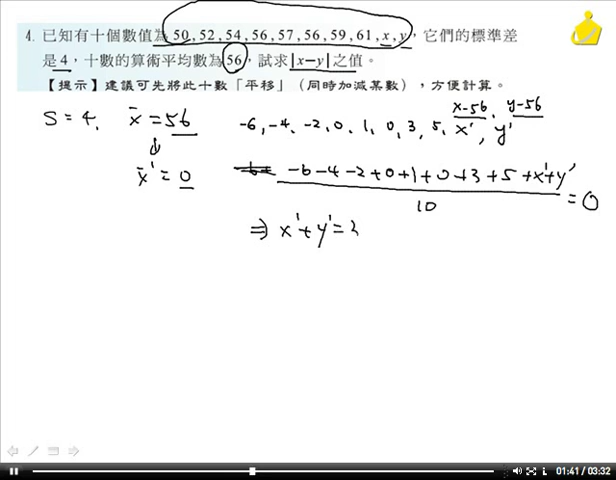 4. 已知有十個數值為 50 , 52 , 54 , 56 , 57 , 56 , 59 , 61 , x , y , 它們的標準差
是 4 , 十數的算術平均數為 56 , 試求 |x−y| 之值。
【提示】建議可先將此十數「平移」(同時加減某數), 方便計算。
x-56, y-56
S = 4, x̄ = 56 -6, -4, -2, 0, 1, 0, 3, 5, x', y'
↓
x̄' = 0 -6-4-2+0+1+0+3+5+x'+y'
10 = 0
⇒ x'+y'=3
01:41 / 03:32